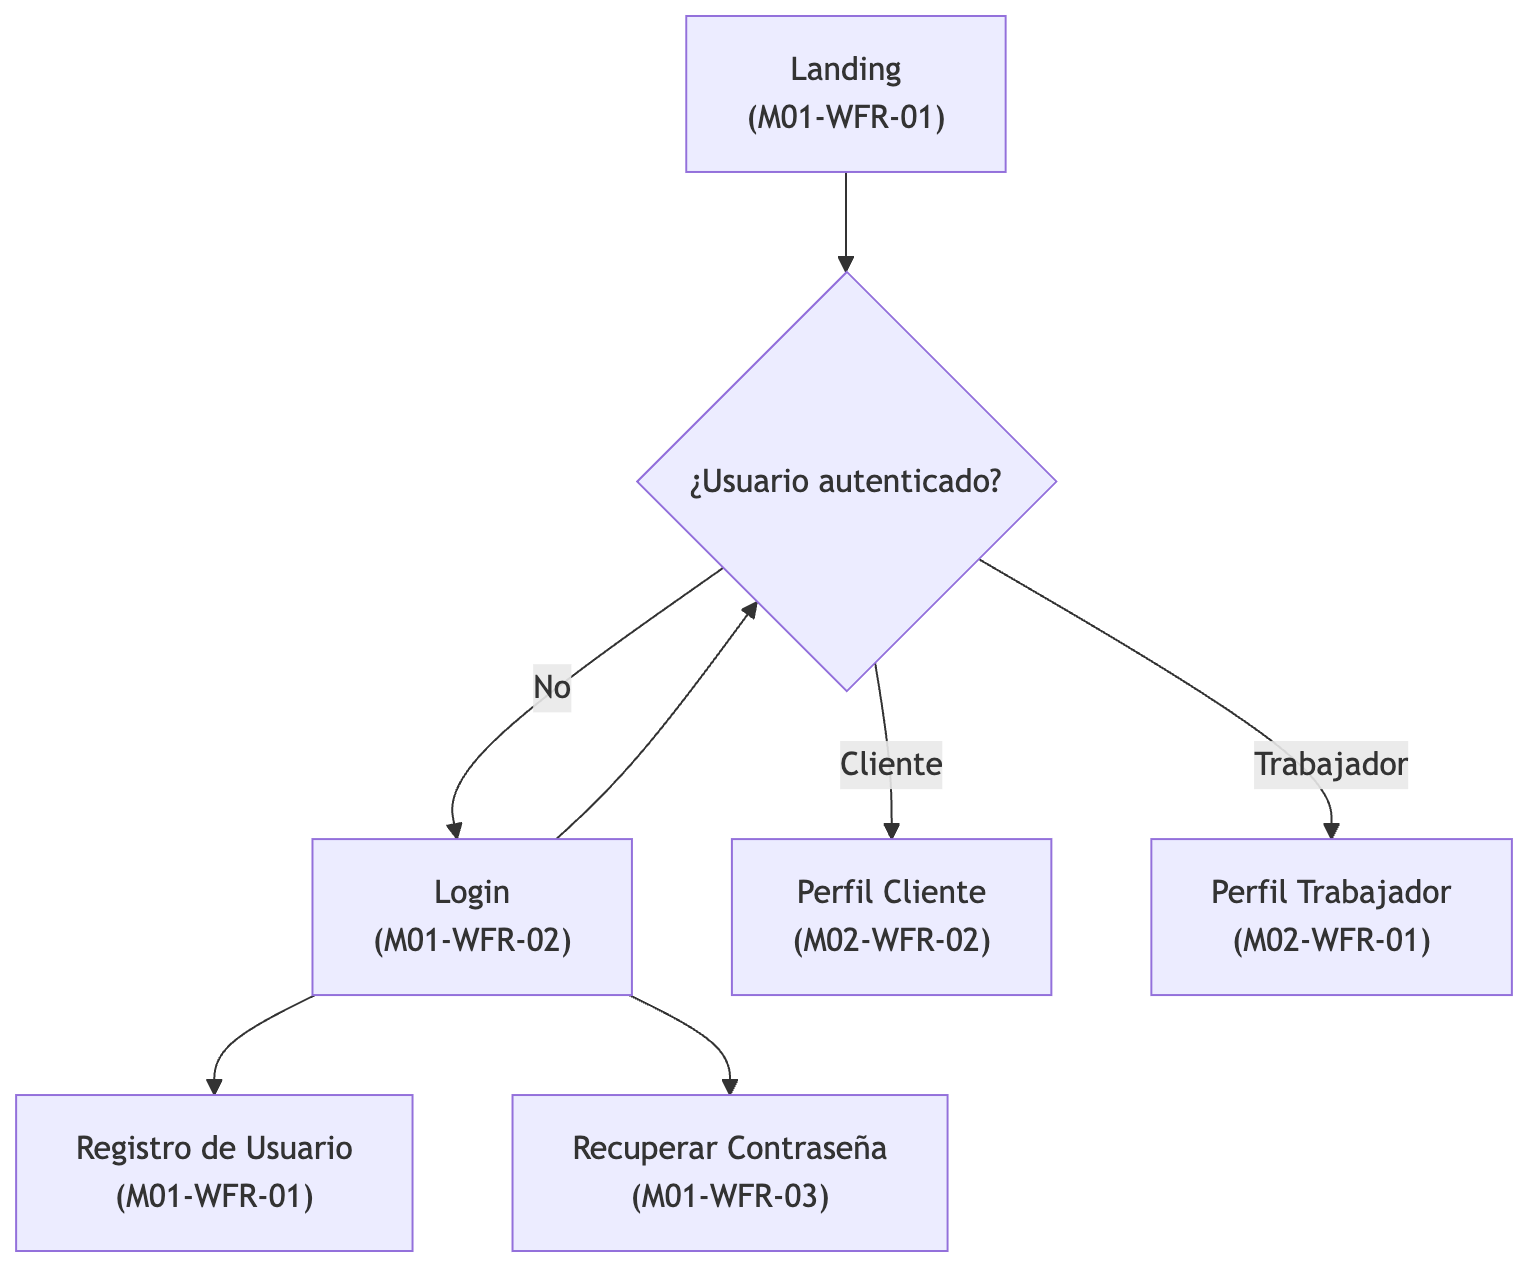 Landing
(M01-WFR-01)
¿Usuario autenticado?
No
Cliente
Trabajador
Login
(M01-WFR-02)
Perfil Cliente
(M02-WFR-02)
Perfil Trabajador
(M02-WFR-01)
Registro de Usuario
(M01-WFR-01)
Recuperar Contraseña
(M01-WFR-03)